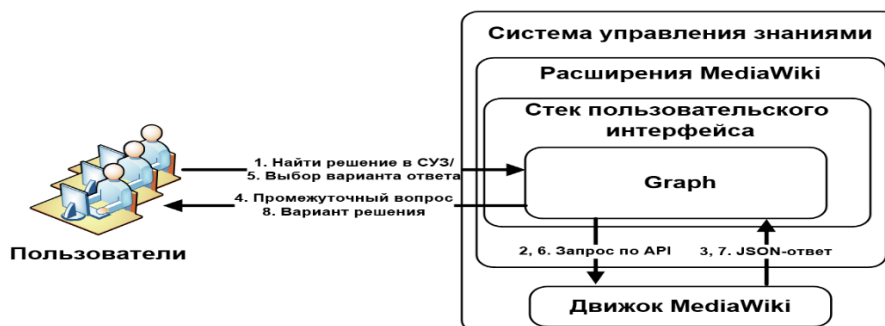 Система управления знаниями
Расширения MediaWiki
Стек пользовательского
интерфейса
1. Найти решение в СУЗ/
5. Выбор варианта ответа
Graph
4. Промежуточный вопрос
8. Вариант решения
Пользователи
2, 6. Запрос по API
3, 7. JSON-ответ
Движок MediaWiki